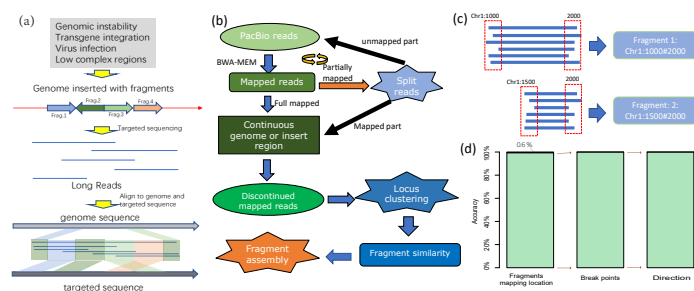 (a)
Genomic instability
Transgene integration
Virus infection
Low complex regions
Genome inserted with fragments
Frag.1
Frag.2
Frag.3
Frag.4
Targeted sequencing
Long Reads
Align to genome and
targeted sequence
genome sequence
targeted sequence
(b)
PacBio reads
unmapped part
BWA-MEM
Mapped reads
Partially
mapped
Split
reads
Full mapped
Mapped part
Continuous
genome or insert
region
Discontinued
mapped reads
Locus
clustering
Fragment
assembly
Fragment similarity
(c)
Chr1:1000
2000
Fragment 1:
Chr1:1000#2000
Chr1:1500
2000
Fragment: 2:
Chr1:1500#2000
(d)
0.6 %
Accuracy
100%
80%
60%
40%
20%
0%
Fragments
mapping location
Break points
Direction